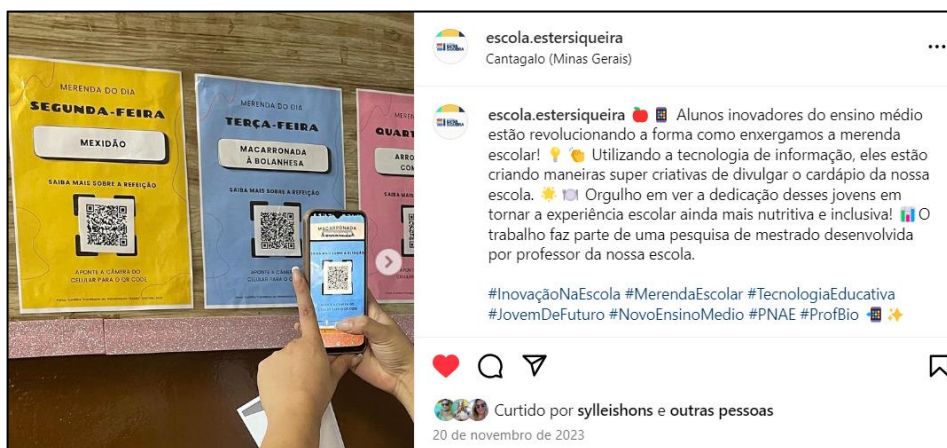 MERENDA DO DIA
SEGUNDA-FEIRA
MEXIDÃO
SAIBA MAIS SOBRE A REFEIÇÃO
APONTE A CÂMERA DO
CELULAR PARA O QR CODE
MERENDA DO DIA
TERÇA-FEIRA
MACARRONADA
À BOLANHESA
SAIBA MAIS SOBRE A REFEIÇÃO
APONTE A CÂMERA DO
CELULAR PARA O QR CODE
MACARRONADA
escola.estersiqueira
Cantagalo (Minas Gerais)
escola.estersiqueira 🍎 📱 Alunos inovadores do ensino médio
estão revolucionando a forma como enxergamos a merenda
escolar! 💡 👏 Utilizando a tecnologia de informação, eles estão
criando maneiras super criativas de divulgar o cardápio da nossa
escola. 🌟 🍽️ Orgulho em ver a dedicação desses jovens em
tornar a experiência escolar ainda mais nutritiva e inclusiva! 📊 O
trabalho faz parte de uma pesquisa de mestrado desenvolvida
por professor da nossa escola.
#InovaçãoNaEscola #MerendaEscolar #TecnologiaEducativa
#JovemDeFuturo #NovoEnsinoMedio #PNAE #ProfBio 📲 ✨
Curtido por sylleishons e outras pessoas
20 de novembro de 2023